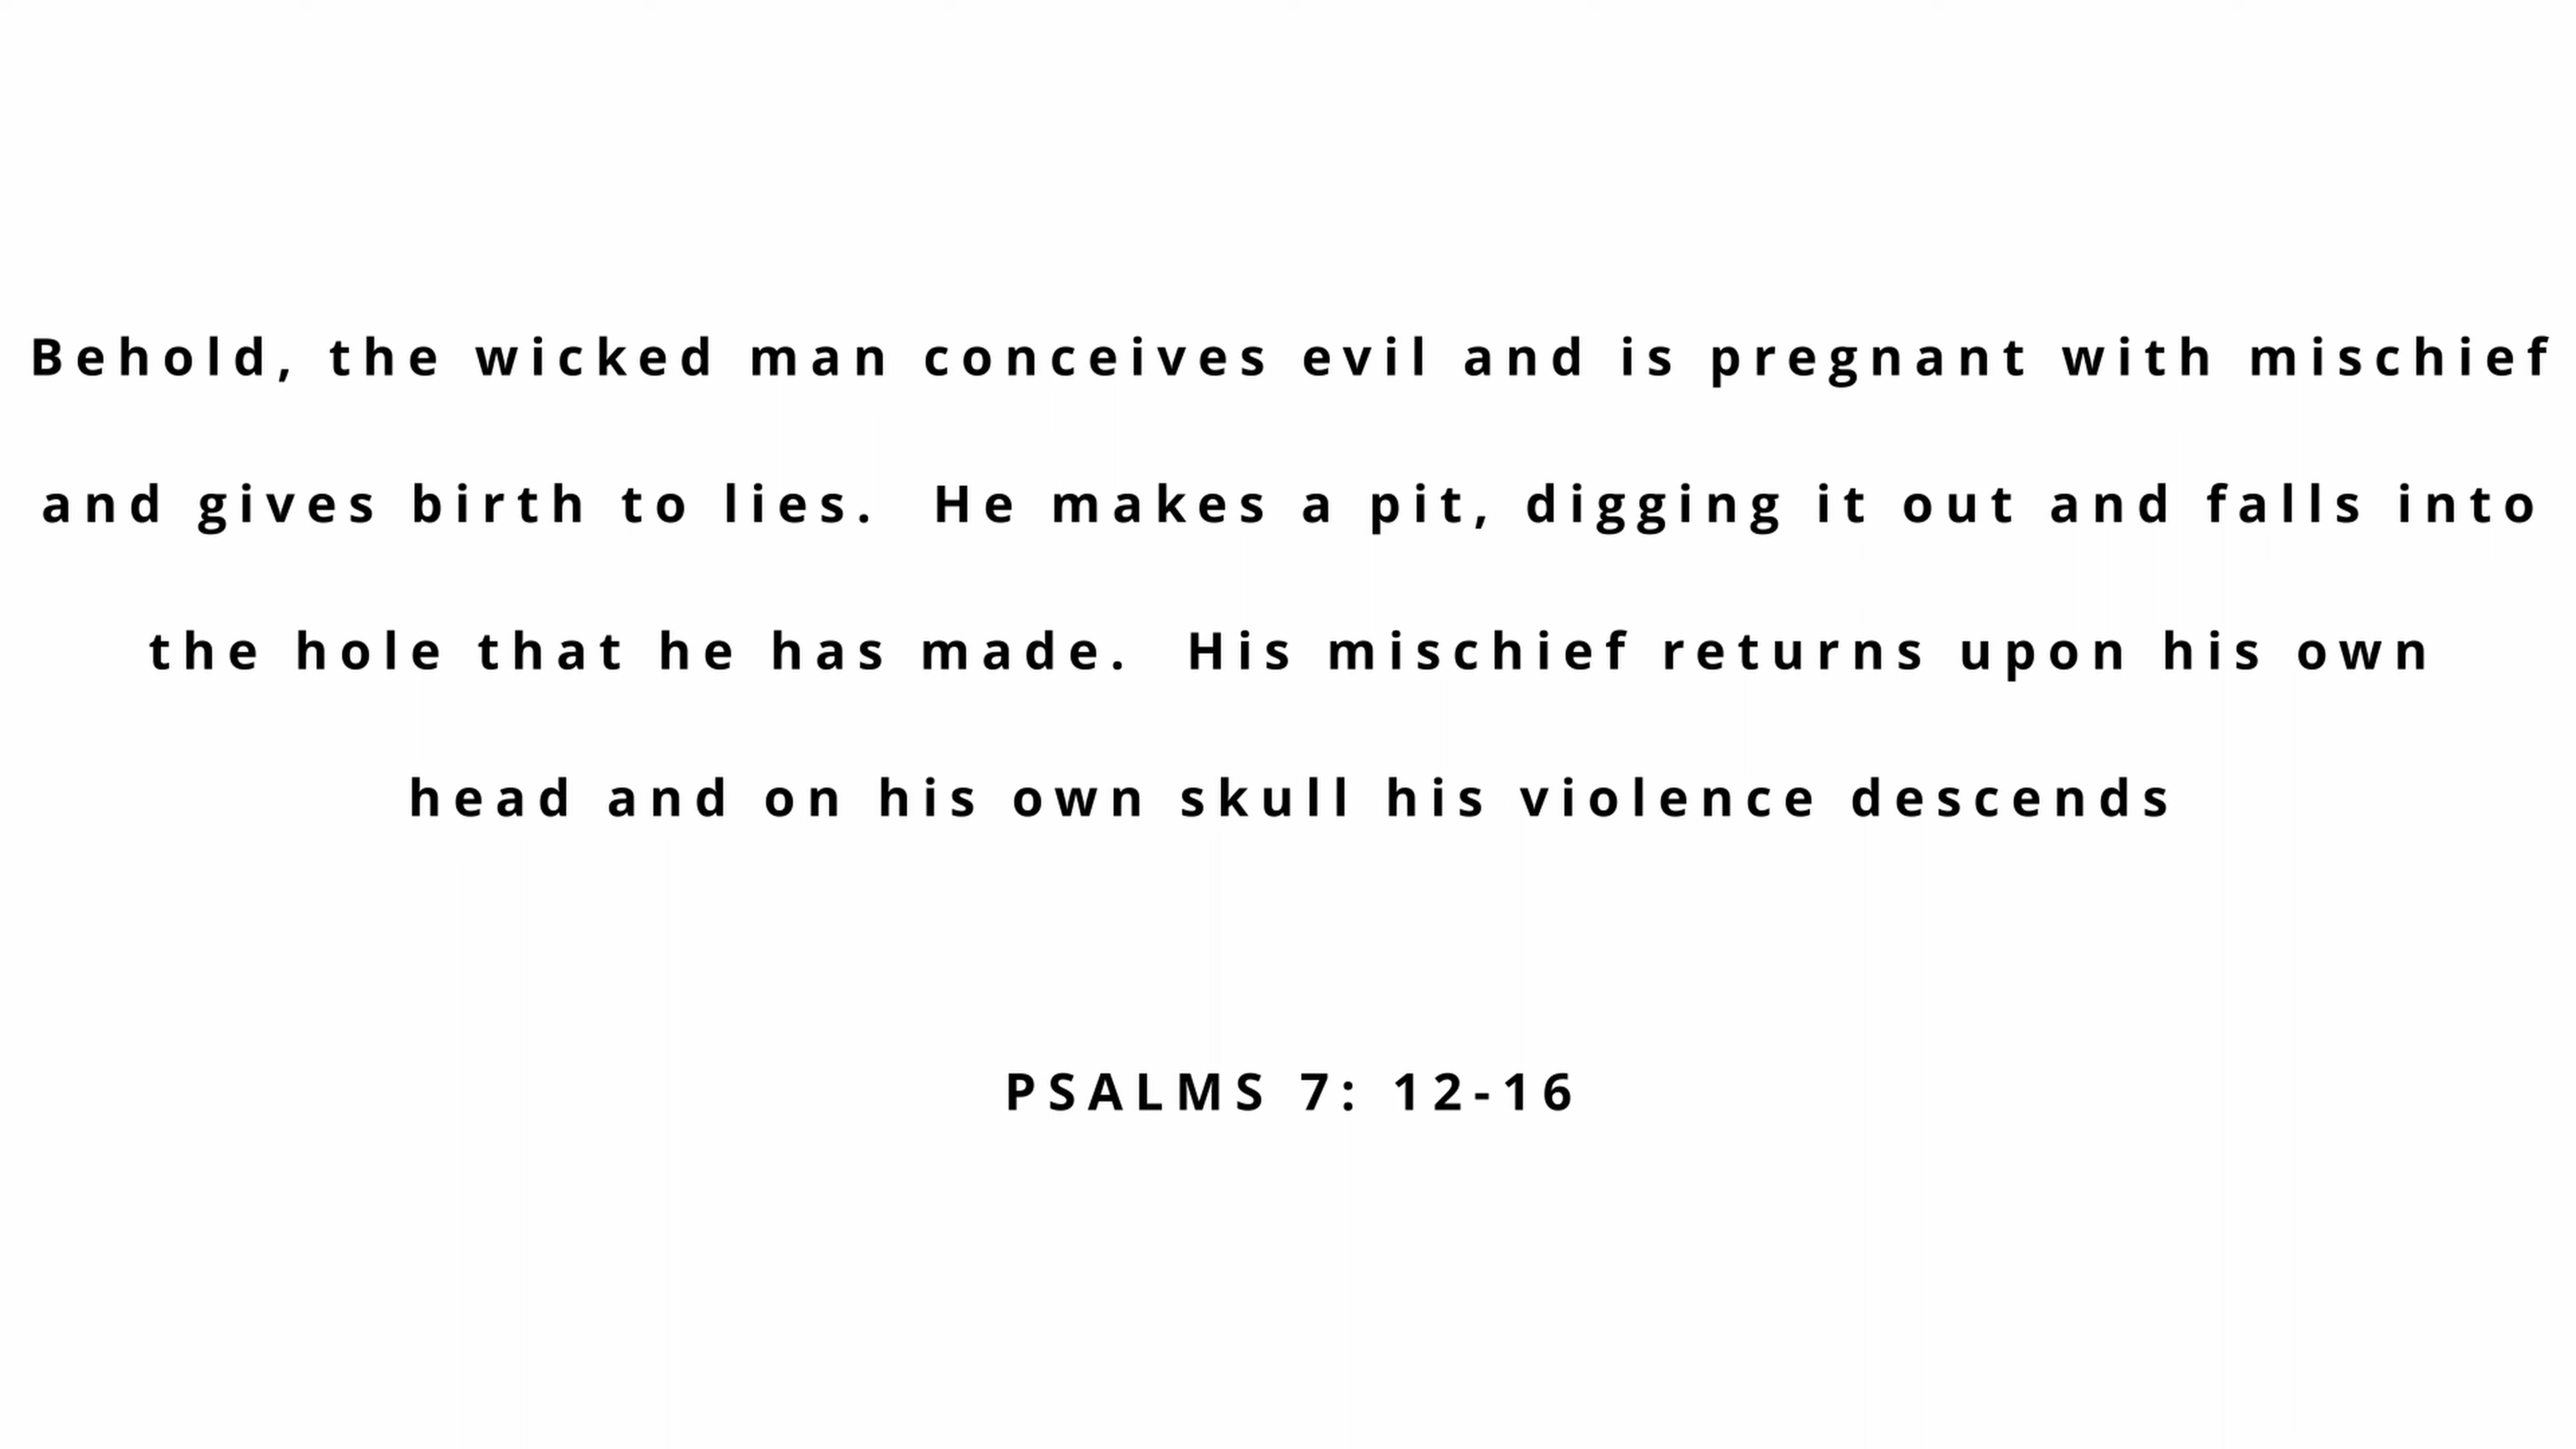 Behold, the wicked man conceives evil and is pregnant with mischief
and gives birth to lies.  He makes a pit, digging it out and falls into
the hole that he has made.  His mischief returns upon his own
head and on his own skull his violence descends
PSALMS 7: 12-16